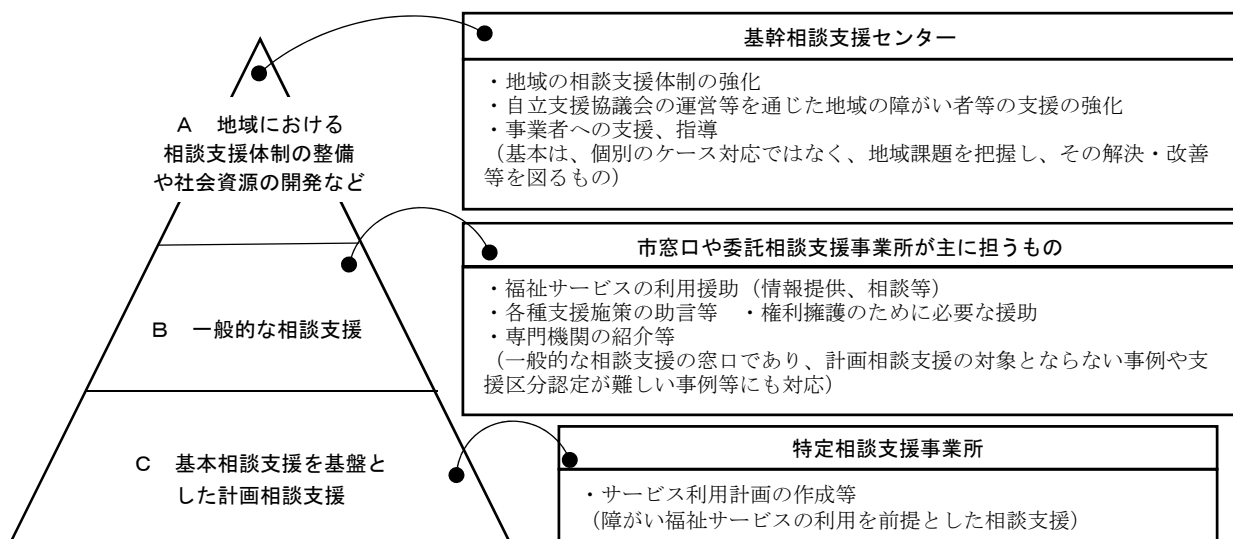 A 地域における
相談支援体制の整備
や社会資源の開発など
基幹相談支援センター
・地域の相談支援体制の強化
・自立支援協議会の運営等を通じた地域の障がい者等の支援の強化
・事業者への支援、指導
(基本は、個別のケース対応ではなく、地域課題を把握し、その解決・改善
等を図るもの)
B 一般的な相談支援
市窓口や委託相談支援事業所が主に担うもの
・福祉サービスの利用援助(情報提供、相談等)
・各種支援施策の助言等 ・権利擁護のために必要な援助
・専門機関の紹介等
(一般的な相談支援の窓口であり、計画相談支援の対象とならない事例や支
援区分認定が難しい事例等にも対応)
C 基本相談支援を基盤と
した計画相談支援
特定相談支援事業所
・サービス利用計画の作成等
(障がい福祉サービスの利用を前提とした相談支援)